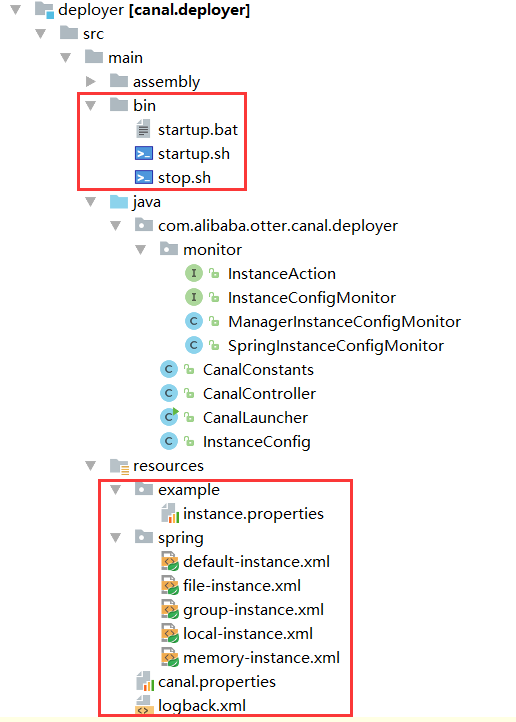 deployer [canal.deployer]
src
main
assembly
bin
startup.bat
startup.sh
stop.sh
java
com.alibaba.otter.canal.deployer
monitor
InstanceAction
InstanceConfigMonitor
ManagerInstanceConfigMonitor
SpringInstanceConfigMonitor
CanalConstants
CanalController
CanalLauncher
InstanceConfig
resources
example
instance.properties
spring
default-instance.xml
file-instance.xml
group-instance.xml
local-instance.xml
memory-instance.xml
canal.properties
logback.xml